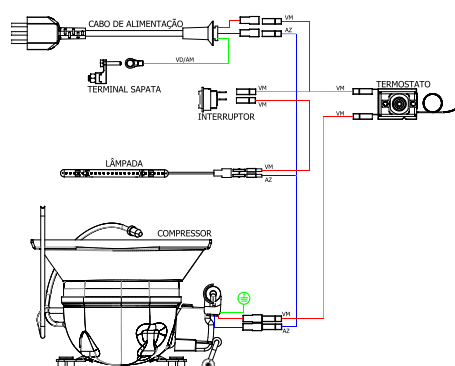 CABO DE ALIMENTAÇÃO
VM
AZ
VD/AM
TERMINAL SAPATA
TERMOSTATO
VM
VM
VM
INTERRUPTOR
VM
LÂMPADA
VM
AZ
COMPRESSOR
VM
AZ